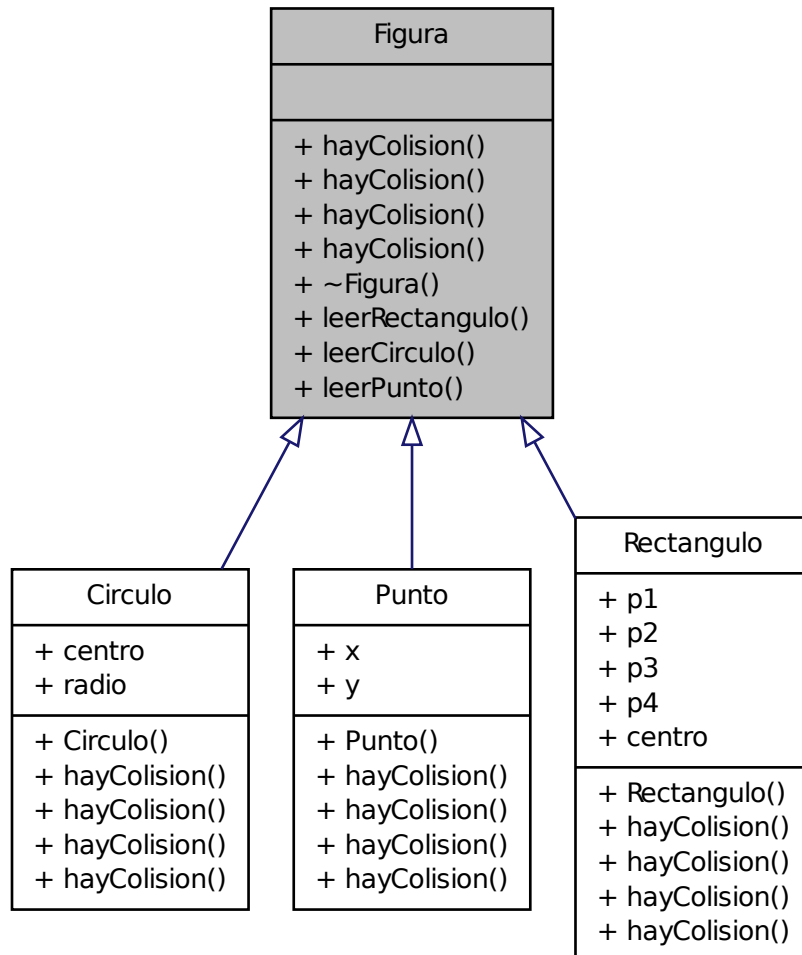 Figura
+ hayColision()
+ hayColision()
+ hayColision()
+ hayColision()
+ ~Figura()
+ leerRectangulo()
+ leerCirculo()
+ leerPunto()
Circulo
+ centro
+ radio
+ Circulo()
+ hayColision()
+ hayColision()
+ hayColision()
+ hayColision()
Punto
+ x
+ y
+ Punto()
+ hayColision()
+ hayColision()
+ hayColision()
+ hayColision()
Rectangulo
+ p1
+ p2
+ p3
+ p4
+ centro
+ Rectangulo()
+ hayColision()
+ hayColision()
+ hayColision()
+ hayColision()